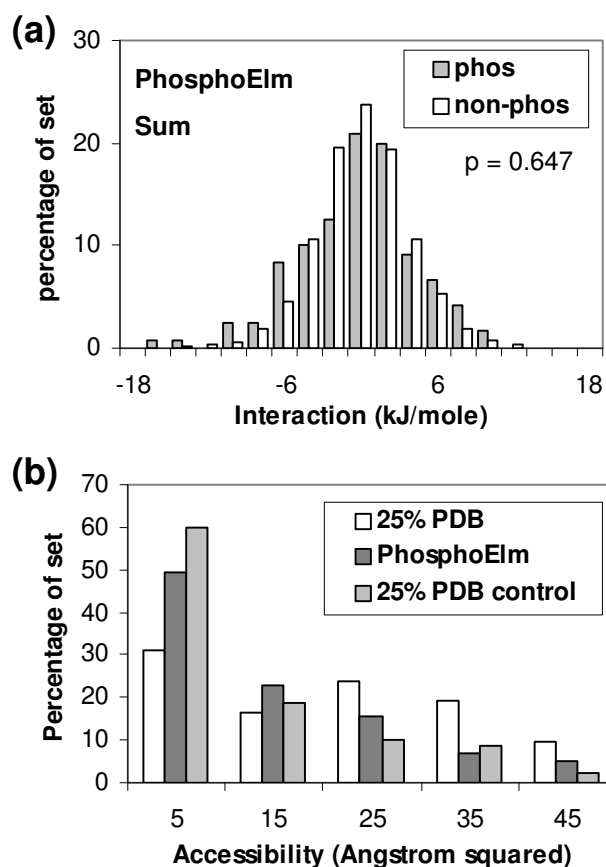 (a)
30
20
10
0
percentage of set
PhosphoElm
Sum
phos
non-phos
p = 0.647
-18 -6 6 18
Interaction (kJ/mole)
(b)
70
60
50
40
30
20
10
0
Percentage of set
25% PDB
PhosphoElm
25% PDB control
5 15 25 35 45
Accessibility (Angstrom squared)